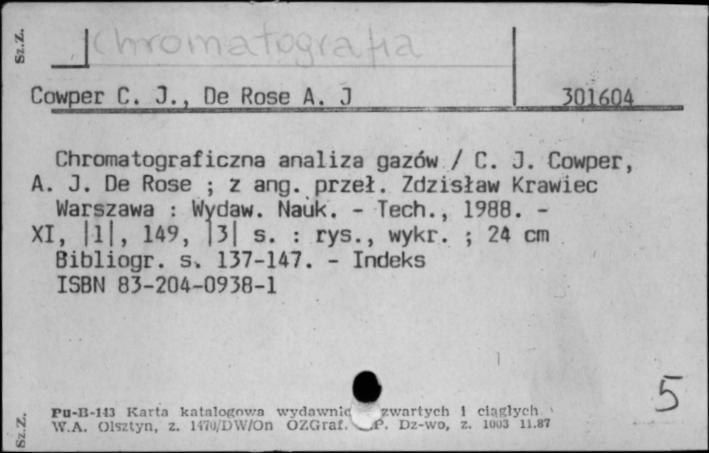 Sz.Z.
Chromatografia
Cowper C. J., De Rose A. J
301604
Chromatograficzna analiza gazów / C. J. Cowper,
A. J. De Rose ; z ang. przeł. Zdzisław Krawiec
Warszawa : Wydaw. Nauk. - Tech., 1988. -
XI, |1|, 149, |3| s. : rys., wykr. ; 24 cm
Bibliogr. s. 137-147. - Indeks
ISBN 83-204-0938-1
5
Pu-B-143 Karta katalogowa wydawnic zwartych i ciągłych
W.A. Olsztyn, z. 1470/DW/On OZGraf. P. Dz-wo, z. 1003 11.87
Sz.Z.